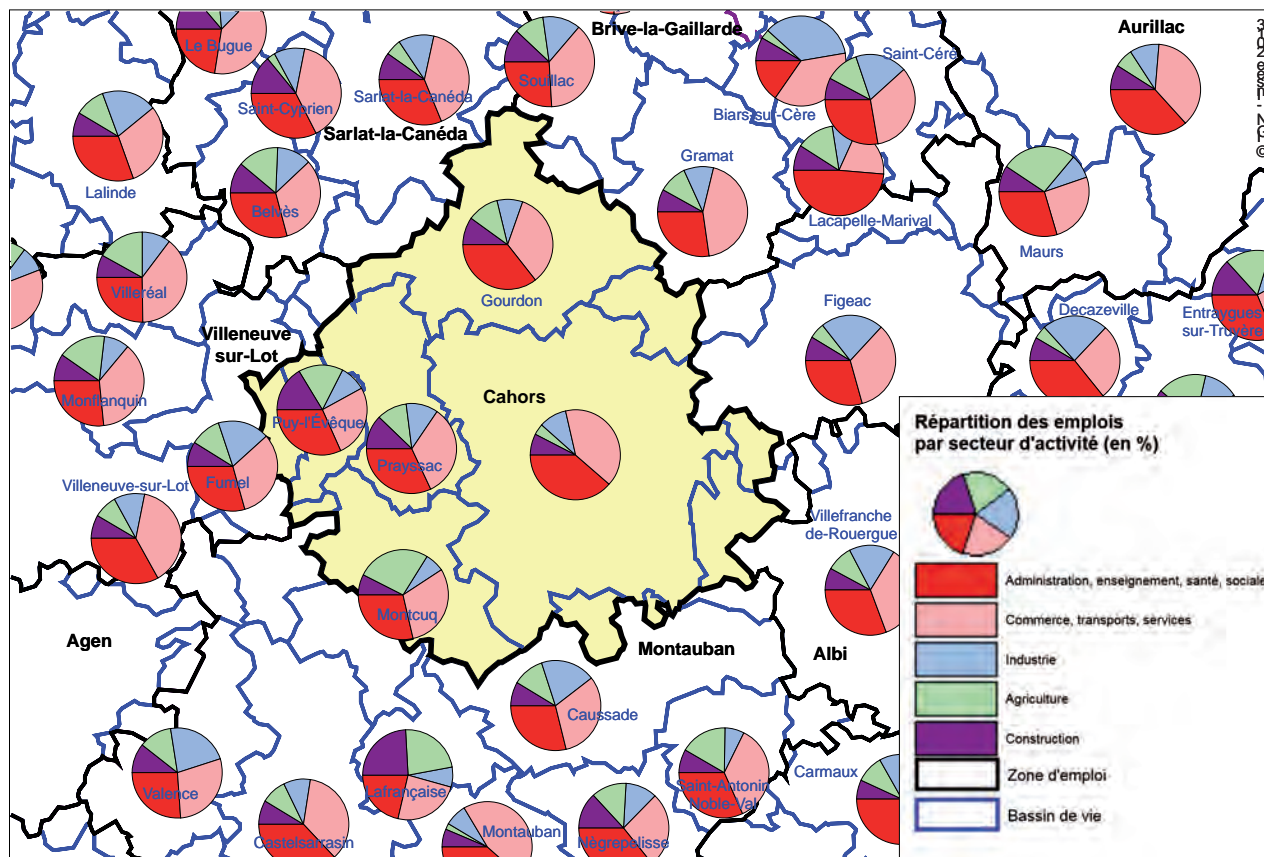 Brive-la-Gaillarde
Aurillac
Le Bugue
Saint-Céré
Saint-Cyprien
Sarlat-la-Canéda
Souillac
Biars-sur-Cère
Sarlat-la-Canéda
Gramat
Lalinde
Belvès
Lacapelle-Marival
Maurs
Villeréal
Gourdon
Figeac
Decazeville
Entraygues
sur-Truyère
Villeneuve
sur-Lot
Monflanquin
Cahors
Puy-l'Évêque
Prayssac
Fumel
Villeneuve-sur-Lot
Villefranche
de-Rouergue
Montcuq
Agen
Montauban
Albi
Caussade
Valence
Lafrançaise
Saint-Antonin
Noble-Val
Carmaux
Castelsarrasin
Montauban
Nègrepelisse
Répartition des emplois
par secteur d'activité (en %)
Administration, enseignement, santé, sociale
Commerce, transports, services
Industrie
Agriculture
Construction
Zone d'emploi
Bassin de vie